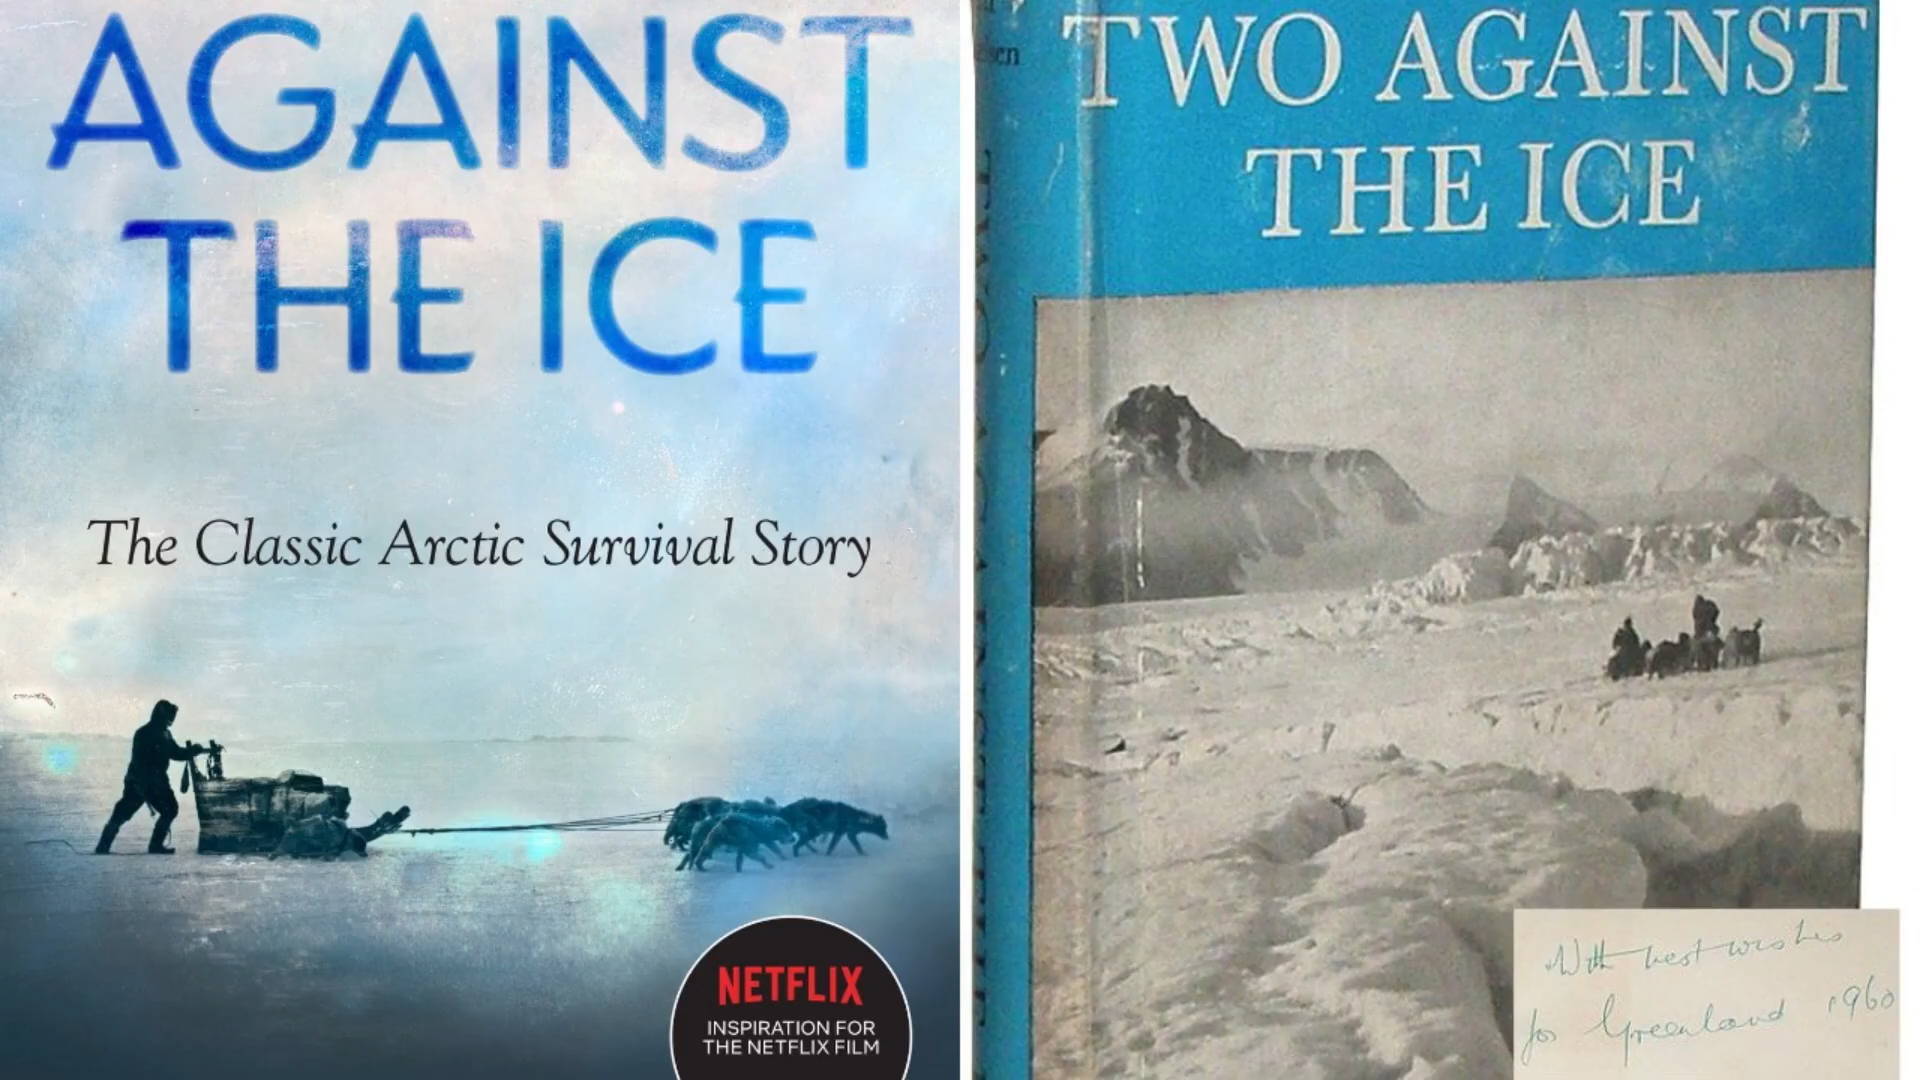 AGAINST
THE ICE
The Classic Arctic Survival Story
NETFLIX
INSPIRATION FOR
THE NETFLIX FILM
TWO AGAINST
THE ICE
With best wishes
for Greenland 1960